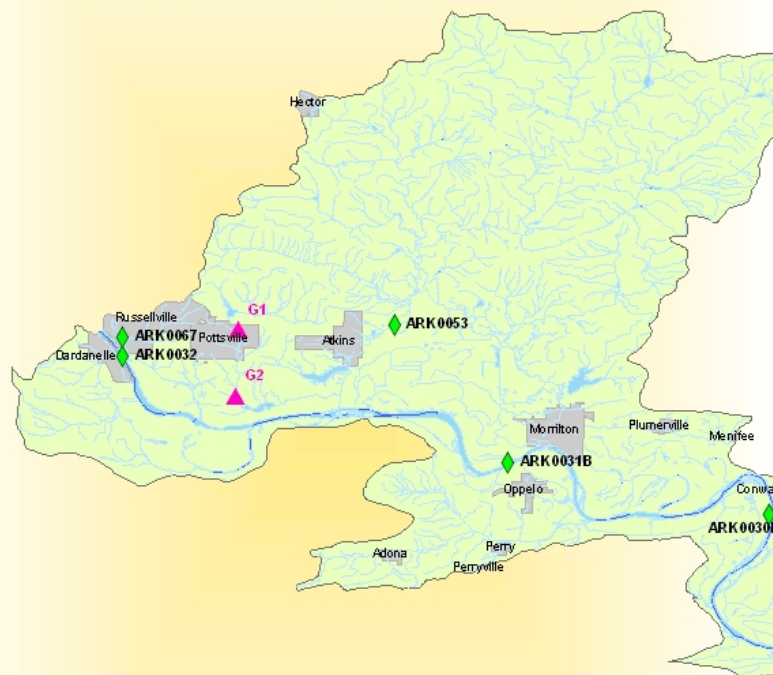 Hector
G1
Russellville
ARK0053
ARK0067
Pottsville
Atkins
Dardanelle
ARK0032
G2
Morrilton
Plumerville
Menifee
ARK0031B
Oppelo
Conwa
ARK0030
Adona
Perry
Perryville